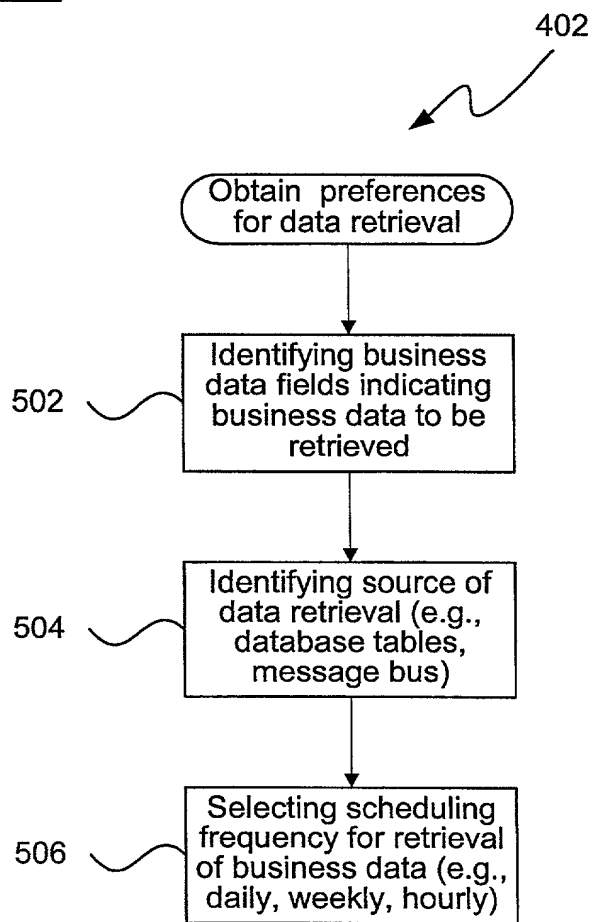 402
Obtain preferences
for data retrieval
502
Identifying business
data fields indicating
business data to be
retrieved
504
Identifying source of
data retrieval (e.g.,
database tables,
message bus)
506
Selecting scheduling
frequency for retrieval
of business data (e.g.,
daily, weekly, hourly)